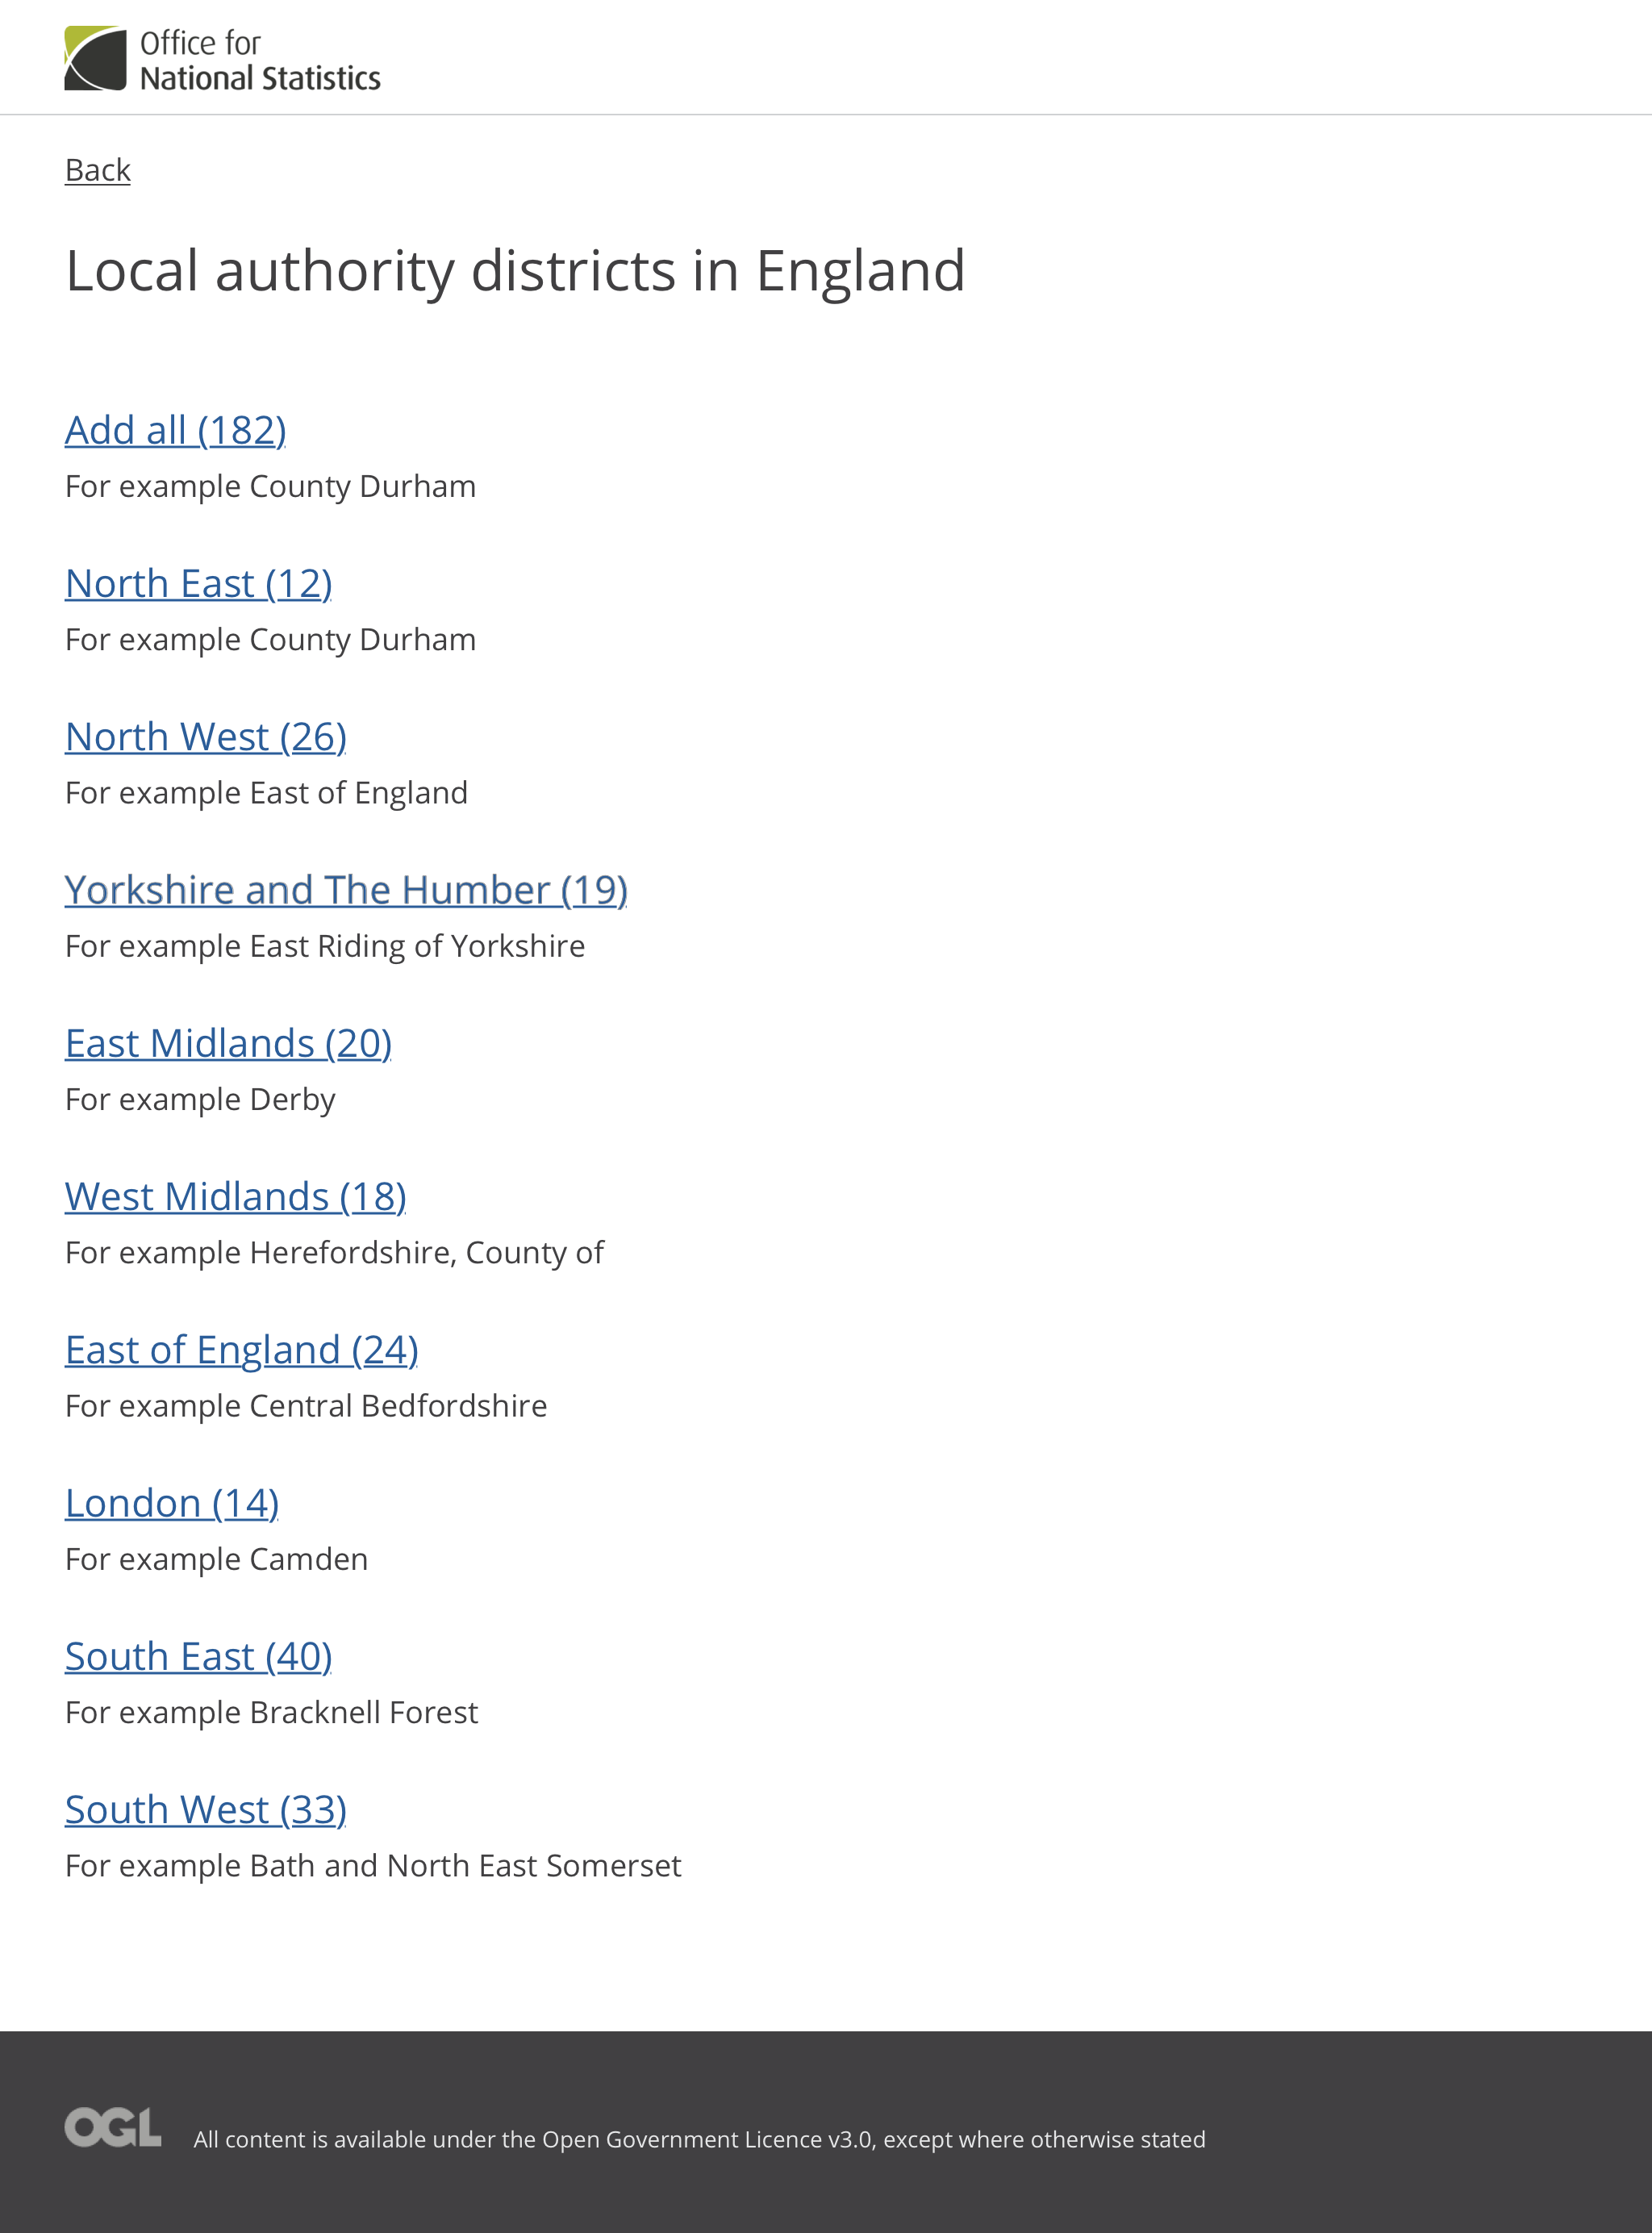 Office for
National Statistics
Back
Local authority districts in England
Add all (182)
For example County Durham
North East (12)
For example County Durham
North West (26)
For example East of England
Yorkshire and The Humber (19)
For example East Riding of Yorkshire
East Midlands (20)
For example Derby
West Midlands (18)
For example Herefordshire, County of
East of England (24)
For example Central Bedfordshire
London (14)
For example Camden
South East (40)
For example Bracknell Forest
South West (33)
For example Bath and North East Somerset
OGL All content is available under the Open Government Licence v3.0, except where otherwise stated